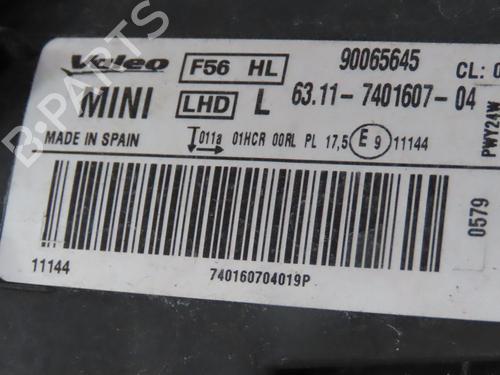 Valeo F56 HL 90065645 CL:
MINI LHD L 63.11-7401607-04
MADE IN SPAIN 011a 01HCR 00RL PL 17,5 E 9 11144
PWY24W
0579
11144 740160704019P
B-PARTS